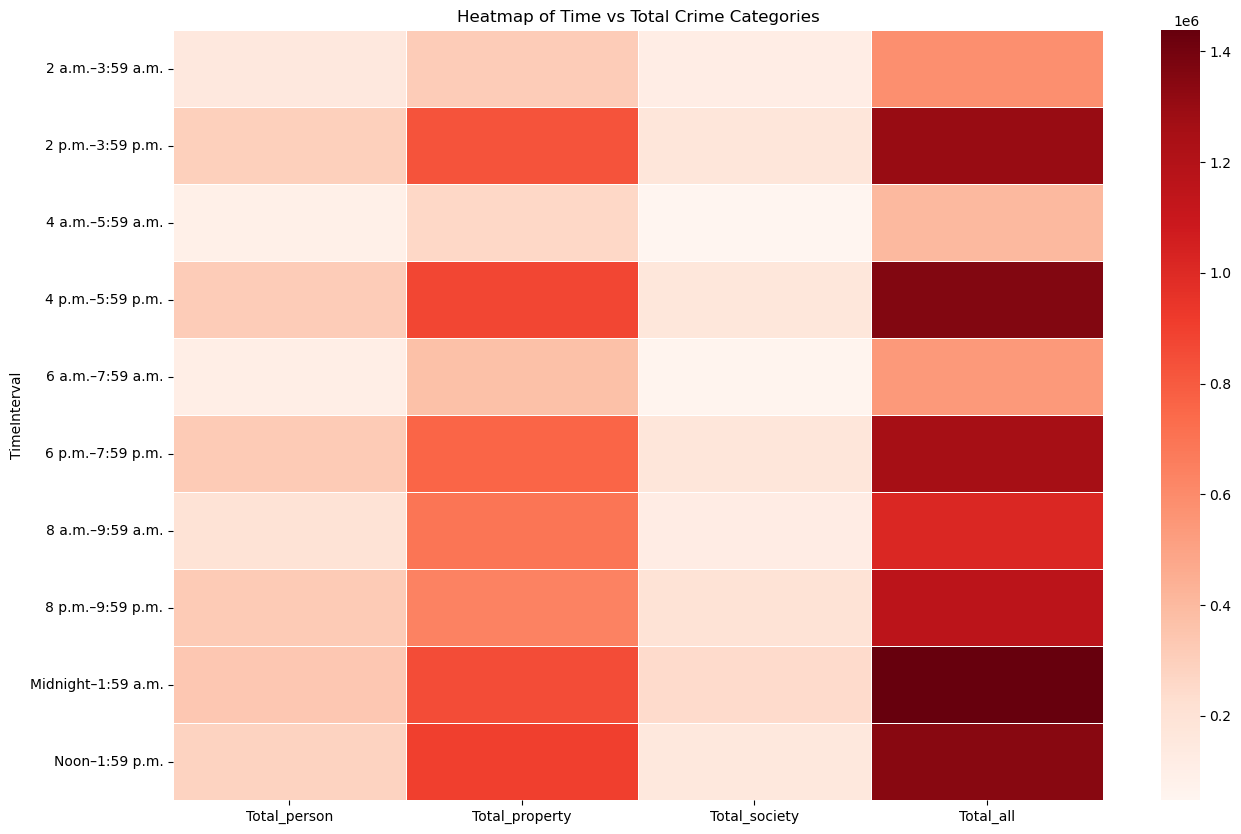 Heatmap of Time vs Total Crime Categories
1e6
TimeInterval
2 a.m.–3:59 a.m.
2 p.m.–3:59 p.m.
4 a.m.–5:59 a.m.
4 p.m.–5:59 p.m.
6 a.m.–7:59 a.m.
6 p.m.–7:59 p.m.
8 a.m.–9:59 a.m.
8 p.m.–9:59 p.m.
Midnight–1:59 a.m.
Noon–1:59 p.m.
Total_person
Total_property
Total_society
Total_all
1.4
1.2
1.0
0.8
0.6
0.4
0.2